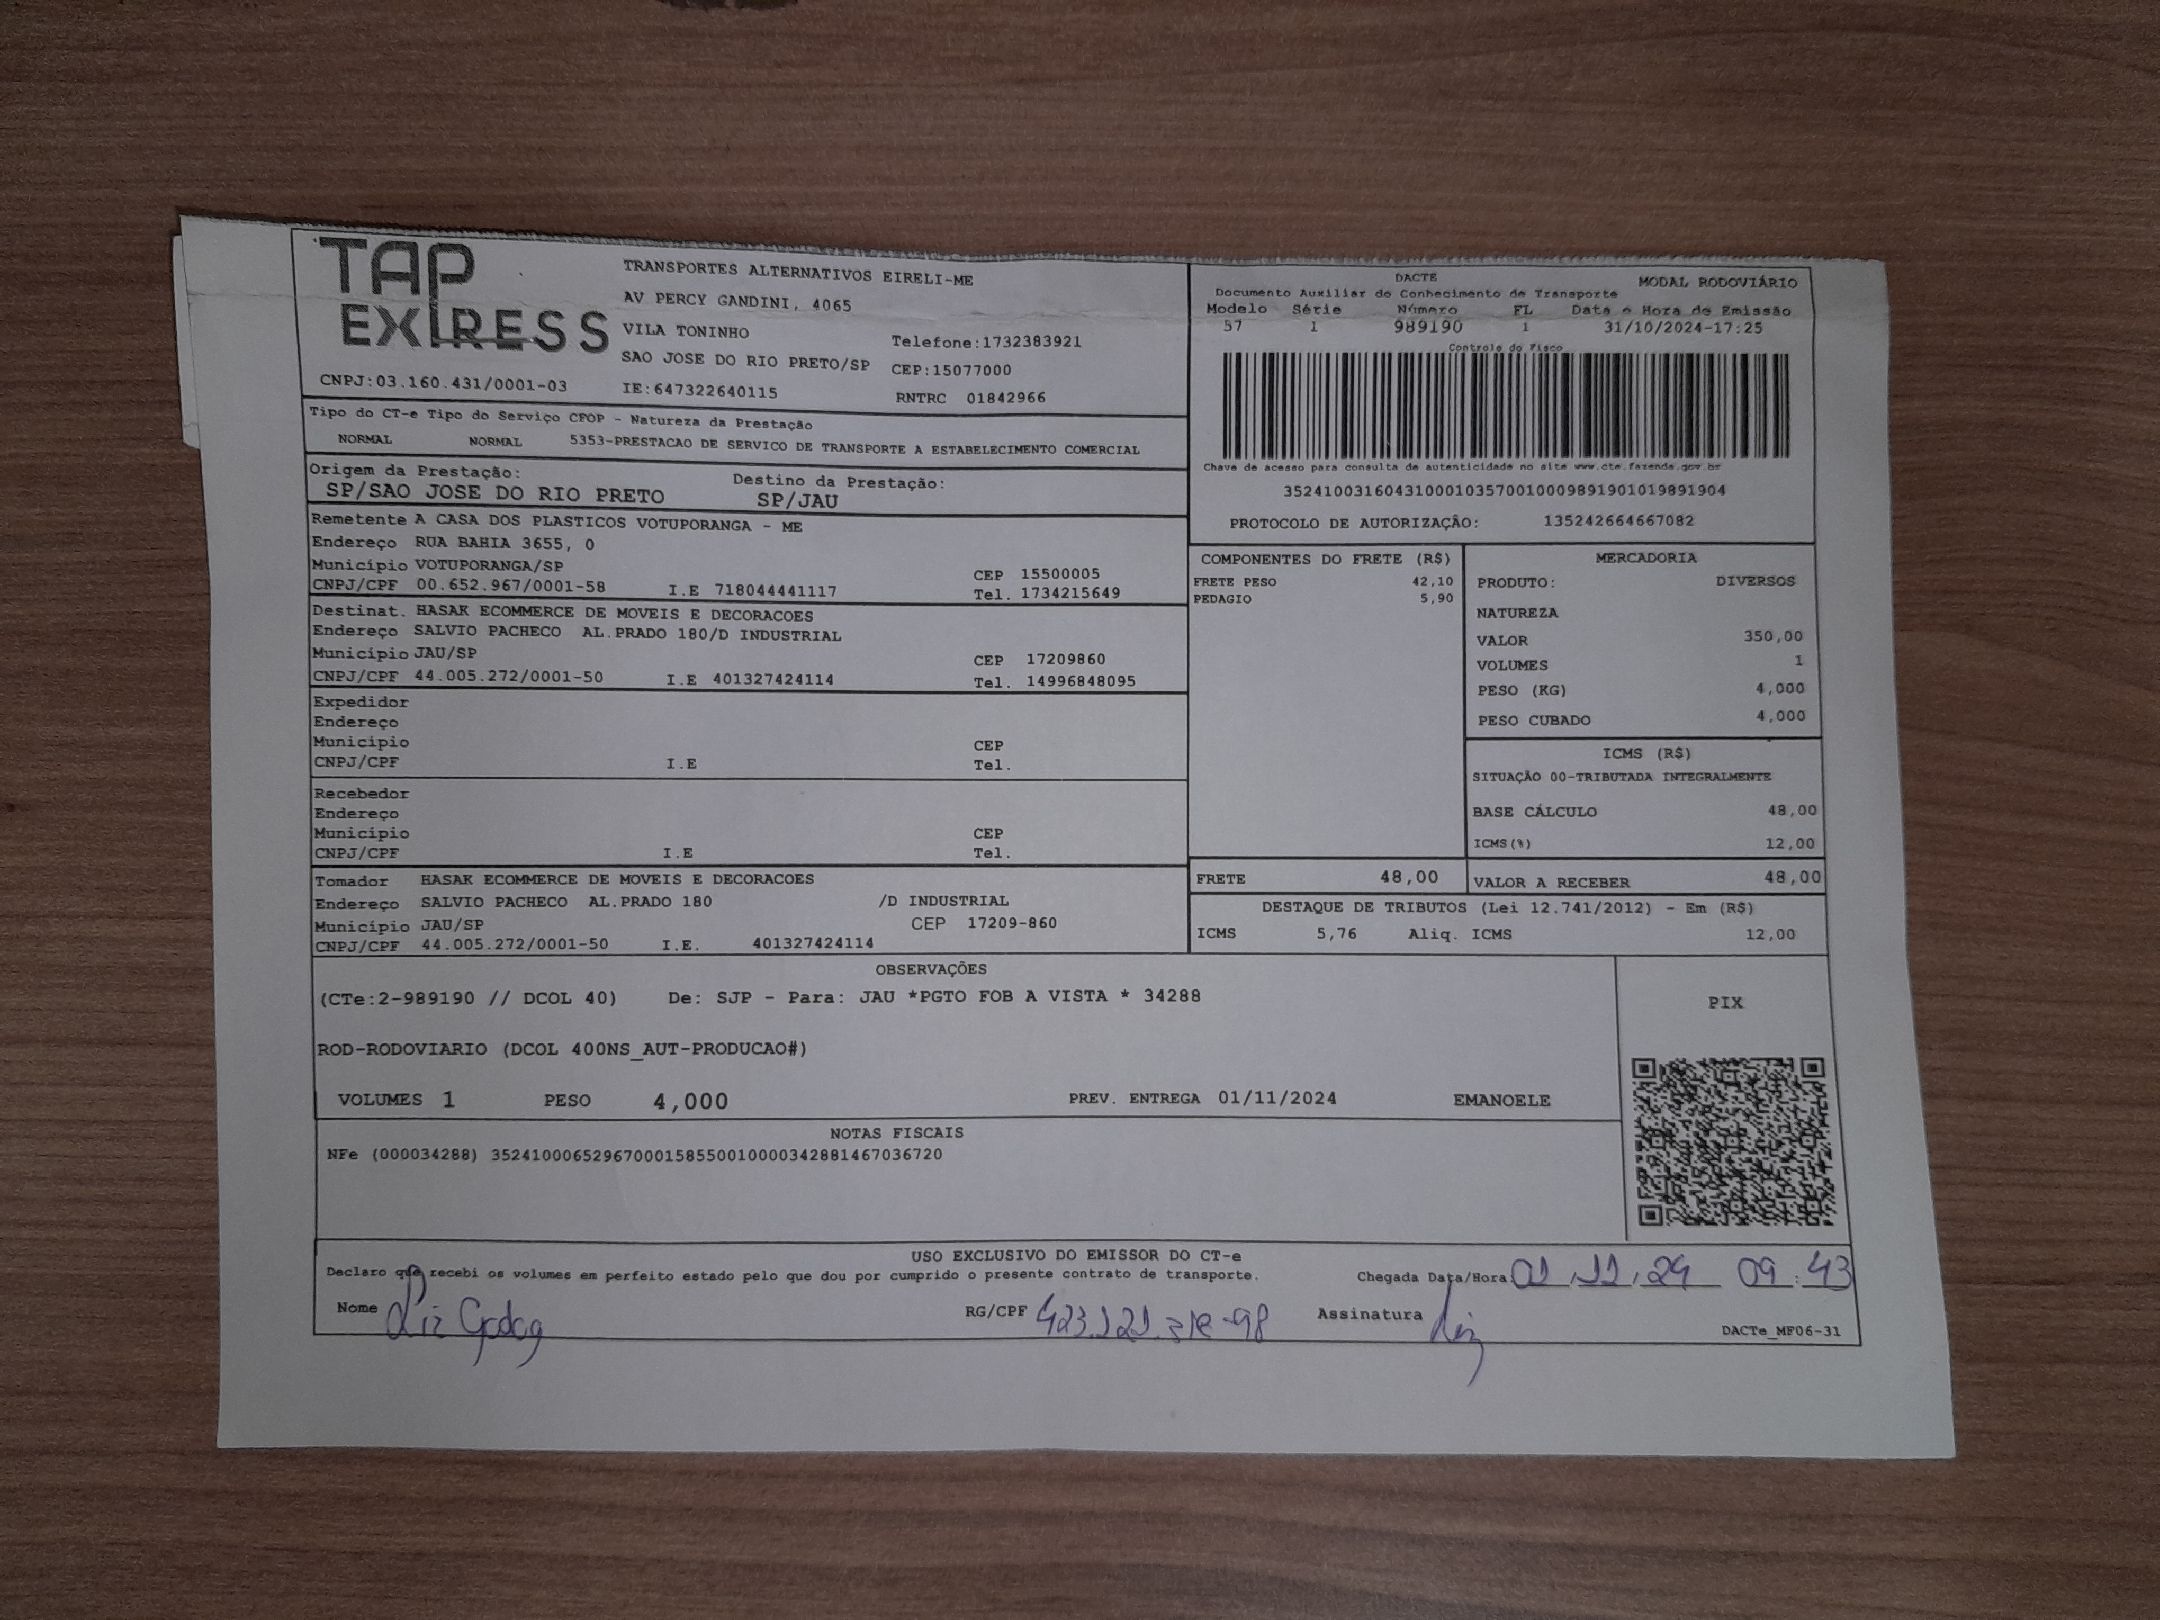 TAP
EXPRESS
TRANSPORTES ALTERNATIVOS EIRELI-ME
AV PERCY GANDINI, 4065
VILA TONINHO
Telefone:1732383921
SAO JOSE DO RIO PRETO/SP CEP:15077000
CNPJ:03.160.431/0001-03 IE:647322640115 RNTRC 01842966
DACTE MODAL RODOVIÁRIO
Documento Auxiliar do Conhecimento de Transporte
Modelo Série Número FL Data e Hora de Emissão
57 1 989190 1 31/10/2024-17:25
Controle do Fisco
Chave de acesso para consulta de autenticidade no site www.cte.fazenda.gov.br
35241003160431000103570010009891901019891904
PROTOCOLO DE AUTORIZAÇÃO: 135242664667082
Tipo do CT-e Tipo do Serviço CFOP - Natureza da Prestação
NORMAL NORMAL 5353-PRESTACAO DE SERVICO DE TRANSPORTE A ESTABELECIMENTO COMERCIAL
Origem da Prestação: Destino da Prestação:
SP/SAO JOSE DO RIO PRETO SP/JAU
Remetente A CASA DOS PLASTICOS VOTUPORANGA - ME
Endereço RUA BAHIA 3655, 0
Município VOTUPORANGA/SP CEP 15500005
CNPJ/CPF 00.652.967/0001-58 I.E 718044441117 Tel. 1734215649
Destinat. HASAK ECOMMERCE DE MOVEIS E DECORACOES
Endereço SALVIO PACHECO AL.PRADO 180/D INDUSTRIAL
Município JAU/SP CEP 17209860
CNPJ/CPF 44.005.272/0001-50 I.E 401327424114 Tel. 14996848095
Expedidor
Endereço
Município CEP
CNPJ/CPF I.E Tel.
Recebedor
Endereço
Município CEP
CNPJ/CPF I.E Tel.
Tomador HASAK ECOMMERCE DE MOVEIS E DECORACOES
Endereço SALVIO PACHECO AL.PRADO 180 /D INDUSTRIAL
Município JAU/SP CEP 17209-860
CNPJ/CPF 44.005.272/0001-50 I.E. 401327424114
COMPONENTES DO FRETE (R$)
FRETE PESO 42,10
PEDAGIO 5,90
MERCADORIA
PRODUTO: DIVERSOS
NATUREZA
VALOR 350,00
VOLUMES 1
PESO (KG) 4,000
PESO CUBADO 4,000
ICMS (R$)
SITUAÇÃO 00-TRIBUTADA INTEGRALMENTE
BASE CÁLCULO 48,00
ICMS(%) 12,00
FRETE 48,00 VALOR A RECEBER 48,00
DESTAQUE DE TRIBUTOS (Lei 12.741/2012) - Em (R$)
ICMS 5,76 Aliq. ICMS 12,00
OBSERVAÇÕES
(CTe:2-989190 // DCOL 40) De: SJP - Para: JAU *PGTO FOB A VISTA * 34288
ROD-RODOVIARIO (DCOL 400NS_AUT-PRODUCAO#)
VOLUMES 1 PESO 4,000 PREV. ENTREGA 01/11/2024 EMANOELE
PIX
NOTAS FISCAIS
NFe (000034288) 35241000652967000158550010000342881467036720
USO EXCLUSIVO DO EMISSOR DO CT-e
Declaro que recebi os volumes em perfeito estado pelo que dou por cumprido o presente contrato de transporte. Chegada Data/Hora 01.11.24 09:43
Nome Liz RG/CPF Assinatura Liz
DACTe_MF06-31